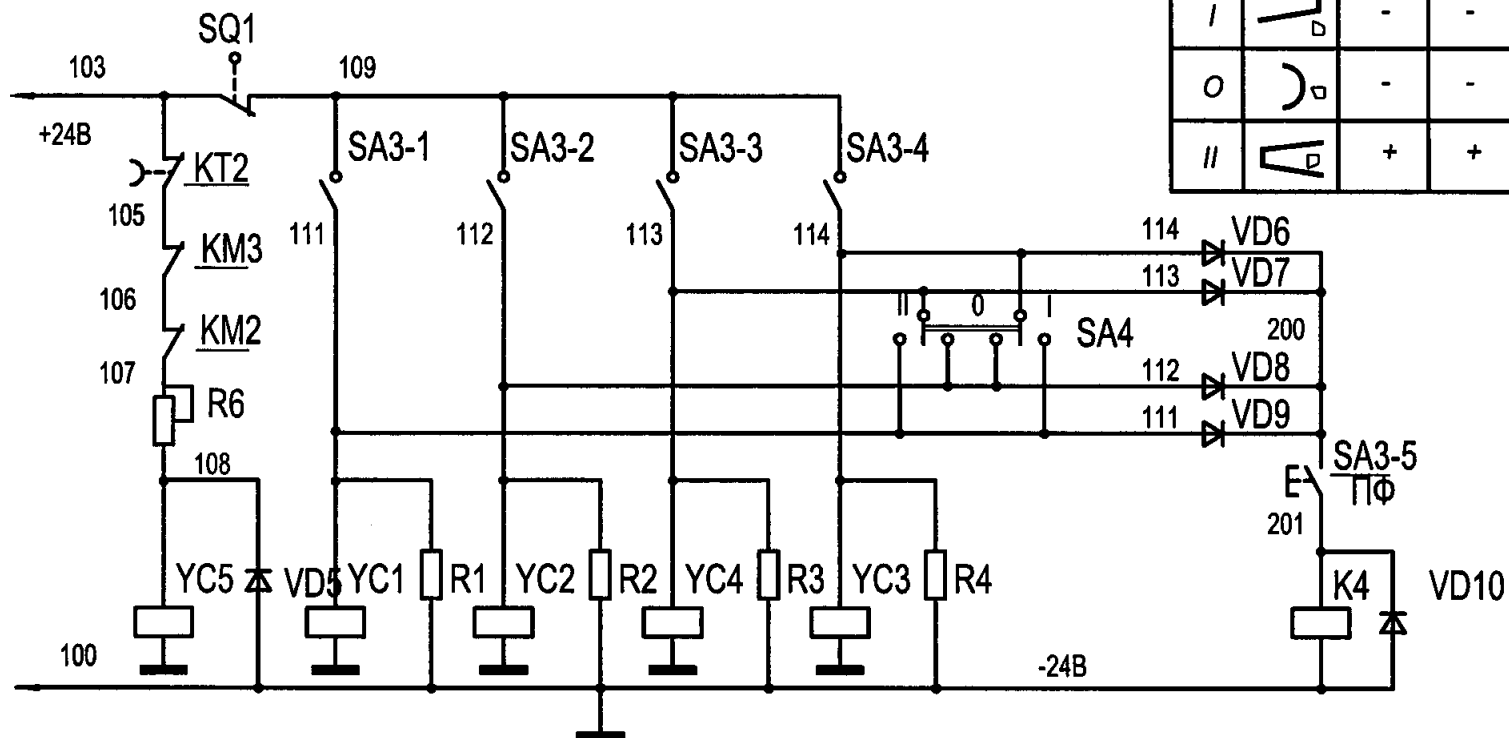 I - -
SQ1
103 109
O - -
+24В
SA3-1 SA3-2 SA3-3 SA3-4
II + +
KT2
105
111 112 113 114
114 VD6
KM3
113 VD7
106
II 0 I
SA4
200
KM2
107
112 VD8
R6
111 VD9
108
SA3-5
ПФ
201
YC5 VD5 YC1 R1 YC2 R2 YC4 R3 YC3 R4
K4 VD10
100
-24В